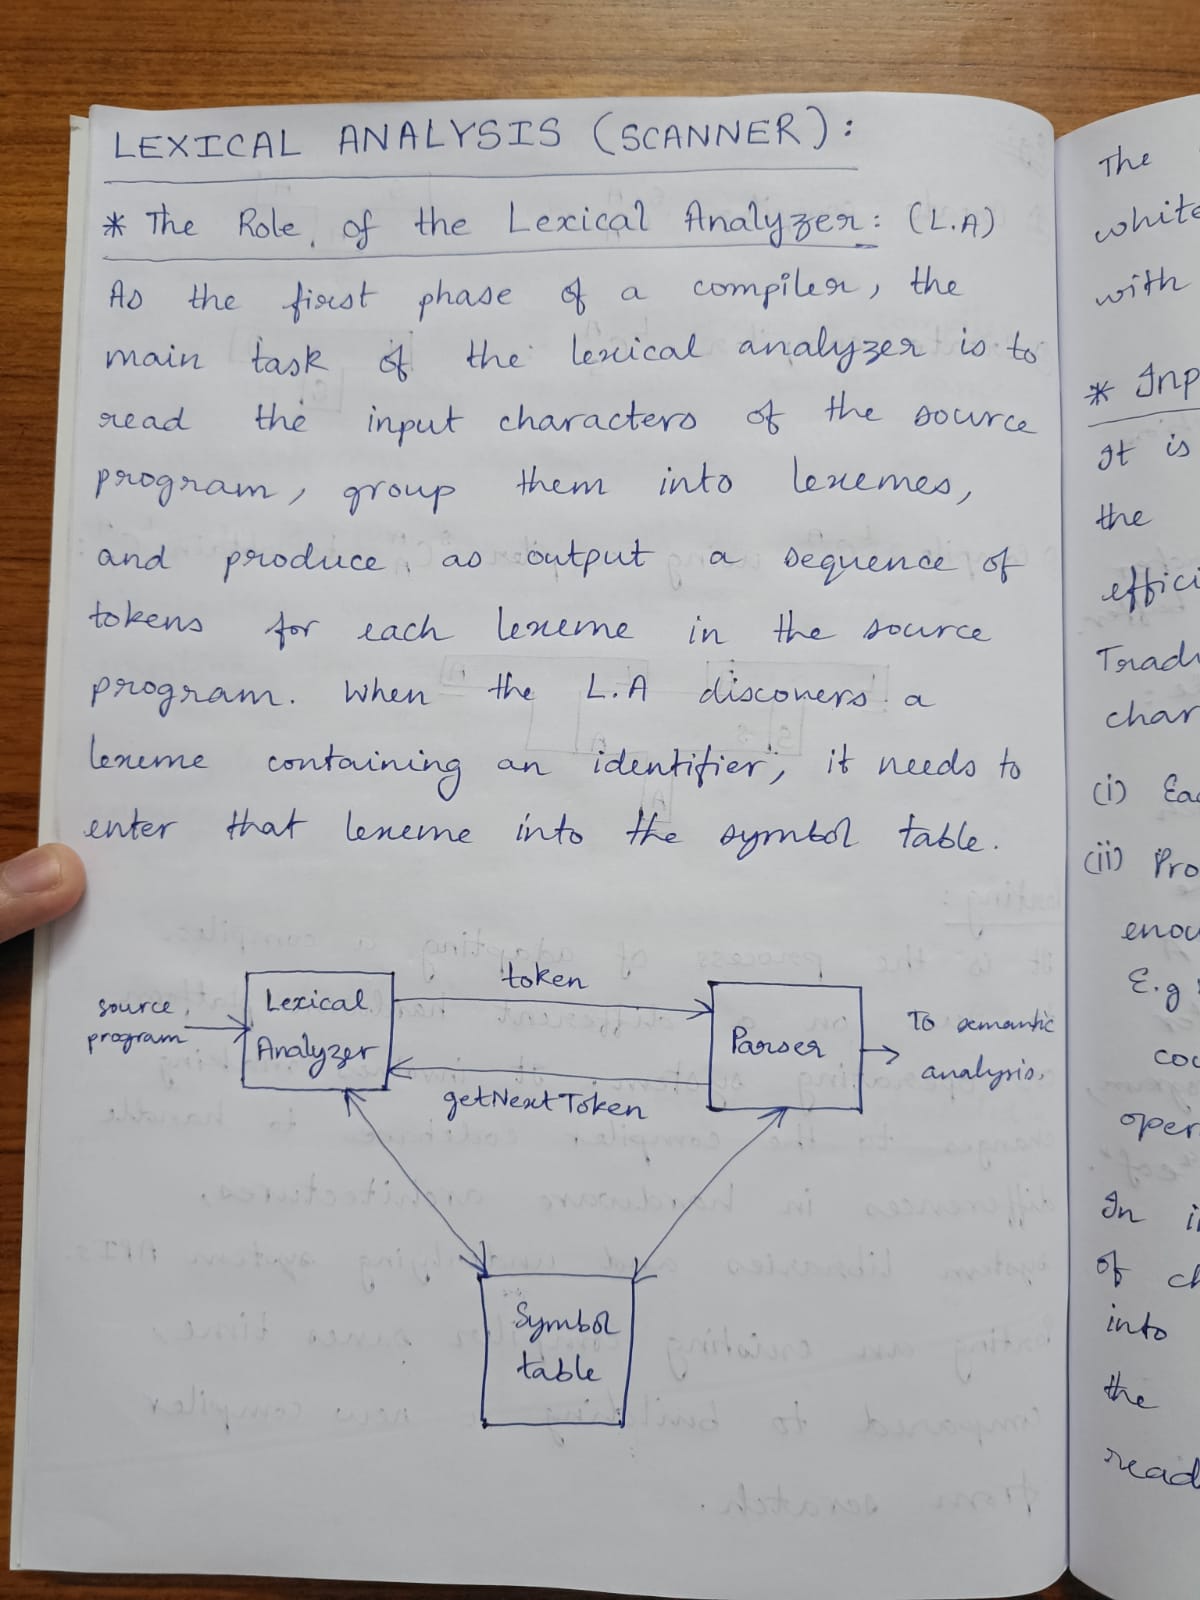 LEXICAL ANALYSIS (SCANNER):
* The Role of the Lexical Analyzer: (L.A)
As the first phase of a compiler, the
main task of the lexical analyzer is to
read the input characters of the source
program, group them into lexemes,
and produce as output a sequence of
tokens for each lexeme in the source
program. When the L.A discovers a
lexeme containing an identifier, it needs to
enter that lexeme into the symbol table.
source
program
Lexical
Analyzer
token
getNextToken
Parser
To semantic
analysis.
Symbol
table
The
white
with
* Inp
It is
the
effici
Tradi
char
(i) Eac
(ii) Pro
enou
E.g :
cou
oper
In i
of ch
into
the
read